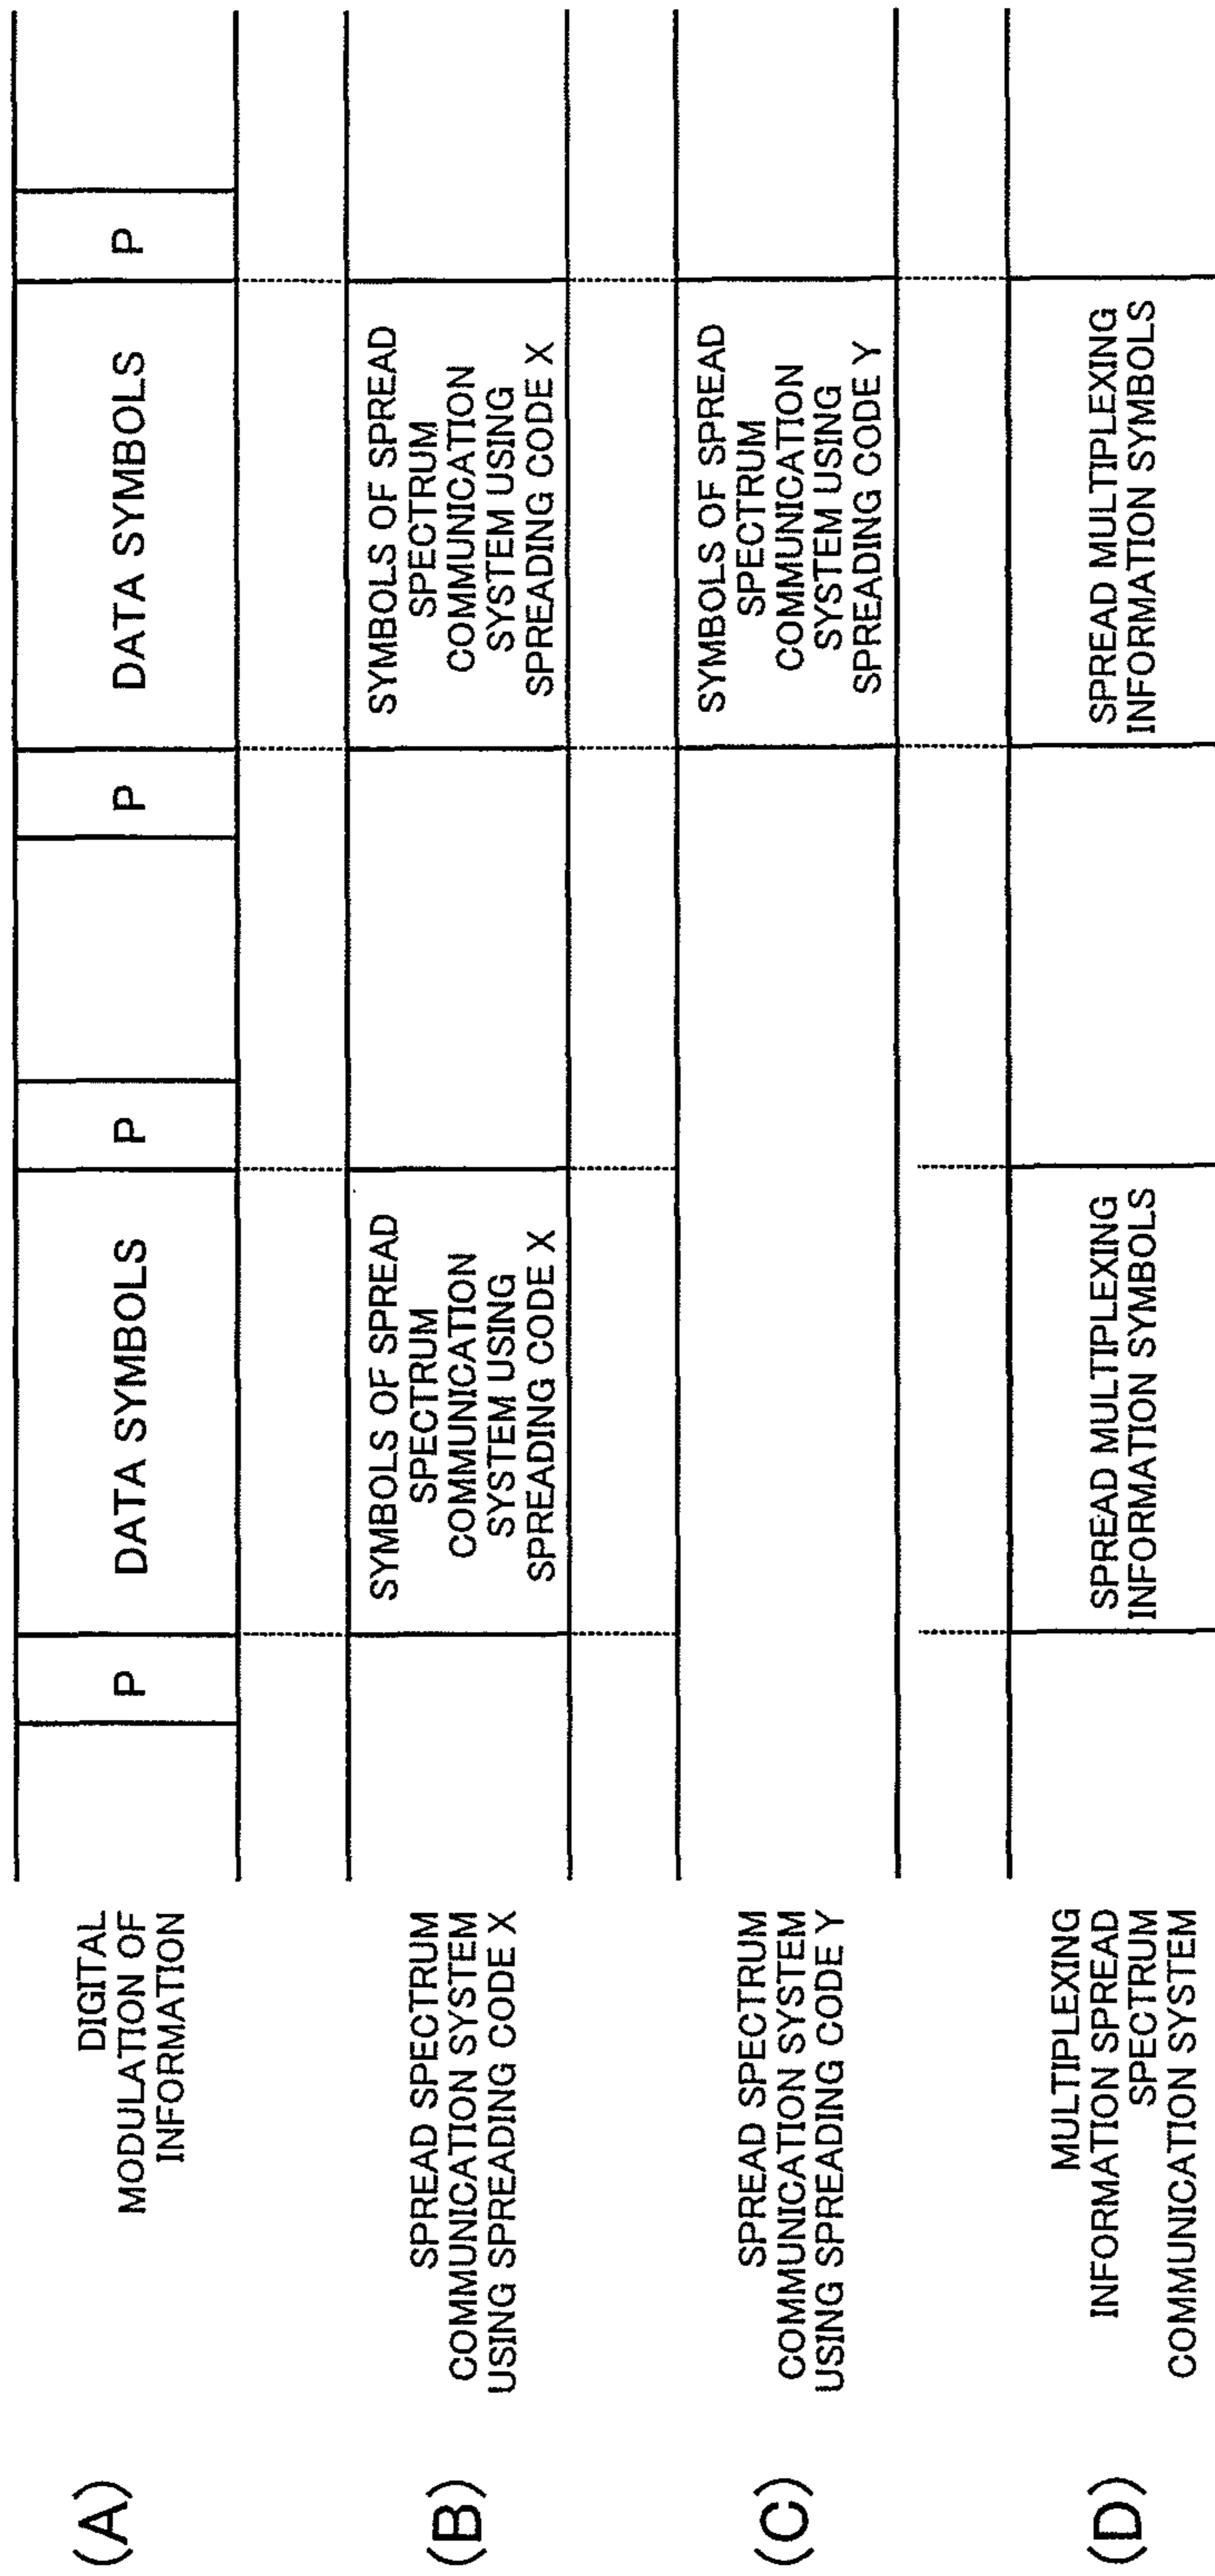 (A)
DIGITAL
MODULATION OF
INFORMATION
P
DATA SYMBOLS
P
P
DATA SYMBOLS
P
(B)
SPREAD SPECTRUM
COMMUNICATION SYSTEM
USING SPREADING CODE X
SYMBOLS OF SPREAD
SPECTRUM
COMMUNICATION
SYSTEM USING
SPREADING CODE X
SYMBOLS OF SPREAD
SPECTRUM
COMMUNICATION
SYSTEM USING
SPREADING CODE X
(C)
SPREAD SPECTRUM
COMMUNICATION SYSTEM
USING SPREADING CODE Y
SYMBOLS OF SPREAD
SPECTRUM
COMMUNICATION
SYSTEM USING
SPREADING CODE Y
(D)
MULTIPLEXING
INFORMATION SPREAD
SPECTRUM
COMMUNICATION SYSTEM
SPREAD MULTIPLEXING
INFORMATION SYMBOLS
SPREAD MULTIPLEXING
INFORMATION SYMBOLS